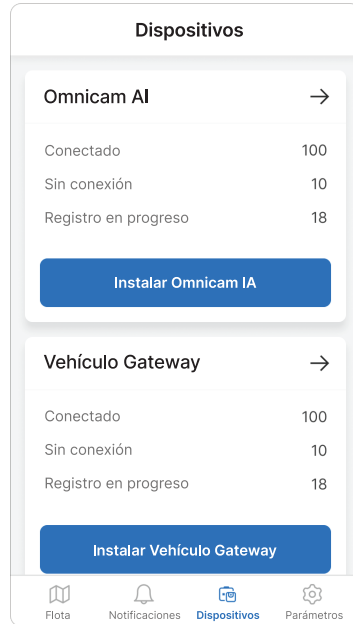 Dispositivos
Omnicam AI
Conectado 100
Sin conexión 10
Registro en progreso 18
Instalar Omnicam IA
Vehículo Gateway
Conectado 100
Sin conexión 10
Registro en progreso 18
Instalar Vehículo Gateway
Flota Notificaciones Dispositivos Parámetros